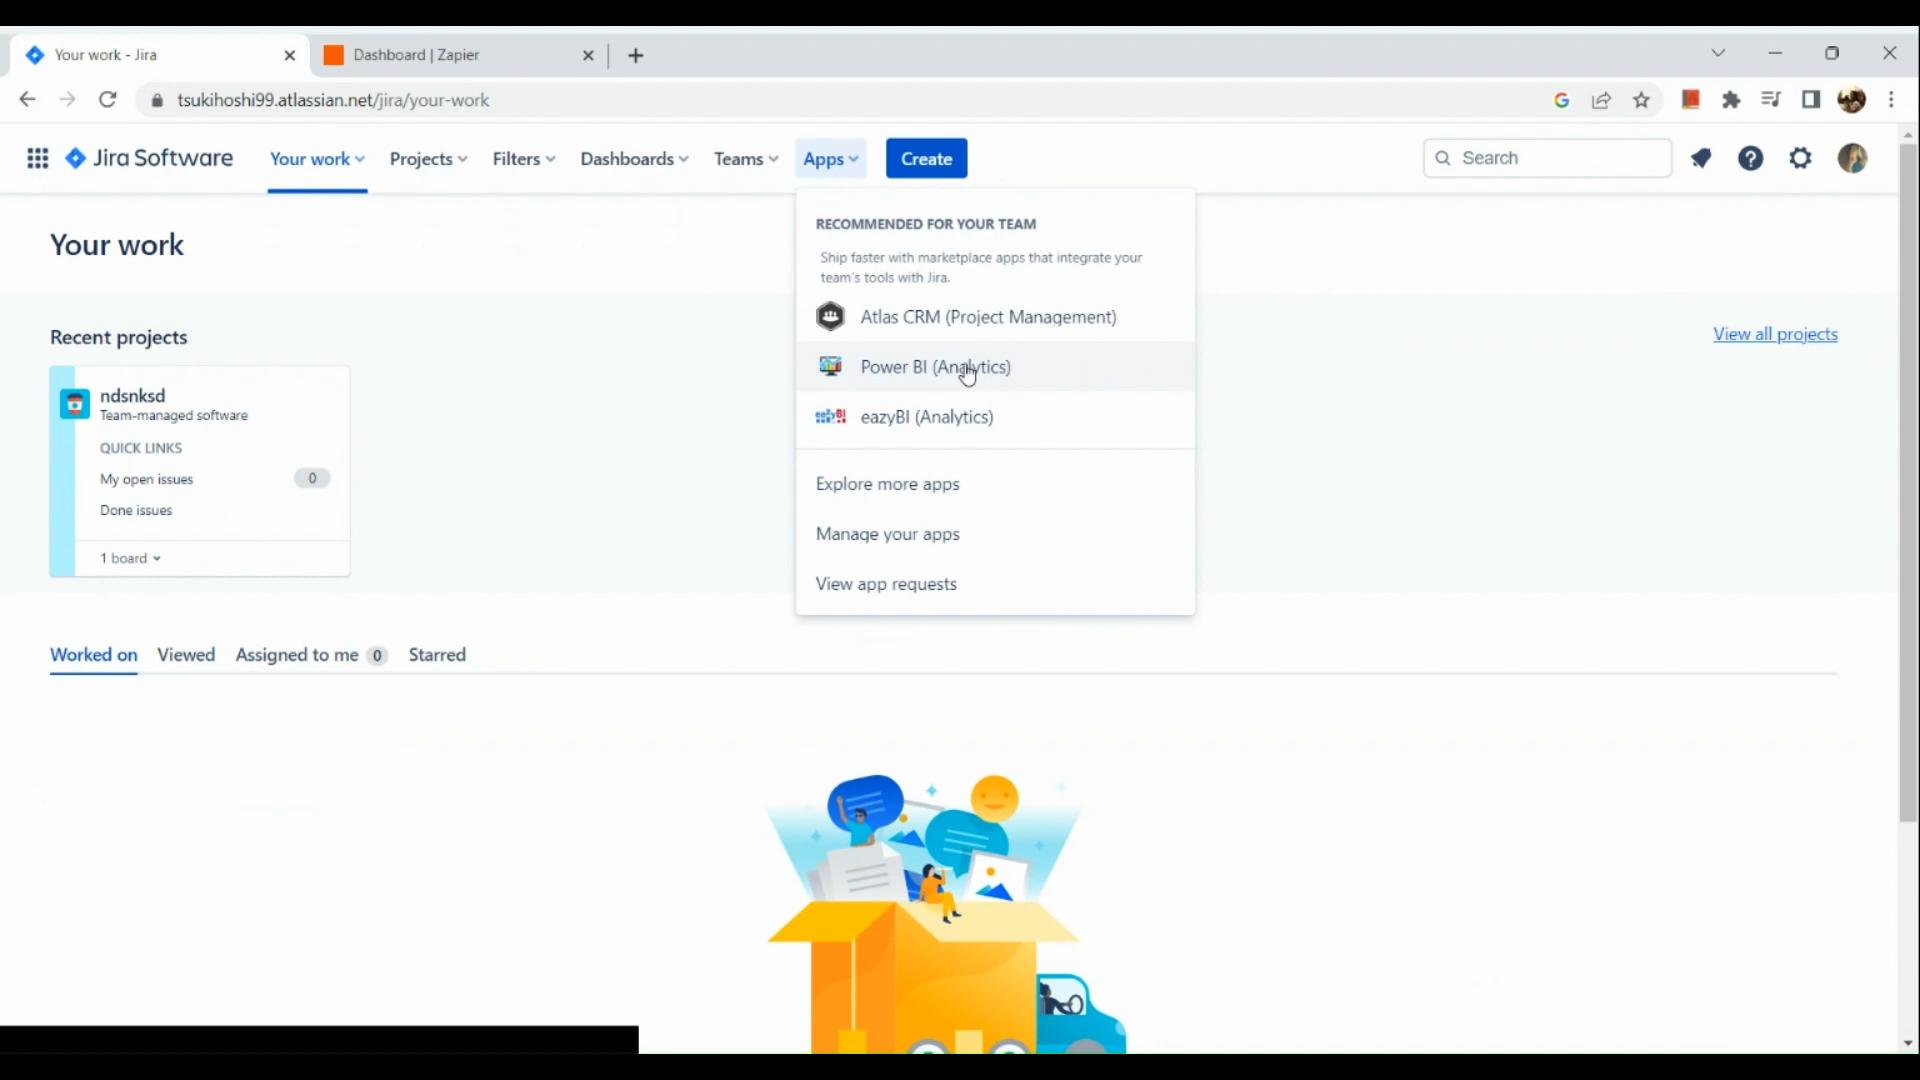 Your work - Jira
Dashboard | Zapier
tsukihoshi99.atlassian.net/jira/your-work
Jira Software
Your work
Projects
Filters
Dashboards
Teams
Apps
Create
Search
RECOMMENDED FOR YOUR TEAM
Ship faster with marketplace apps that integrate your
team's tools with Jira.
Atlas CRM (Project Management)
Power BI (Analytics)
eazyBI
eazyBI (Analytics)
Explore more apps
Manage your apps
View app requests
Your work
Recent projects
View all projects
ndsnksd
Team-managed software
QUICK LINKS
My open issues 0
Done issues
1 board
Worked on
Viewed
Assigned to me 0
Starred